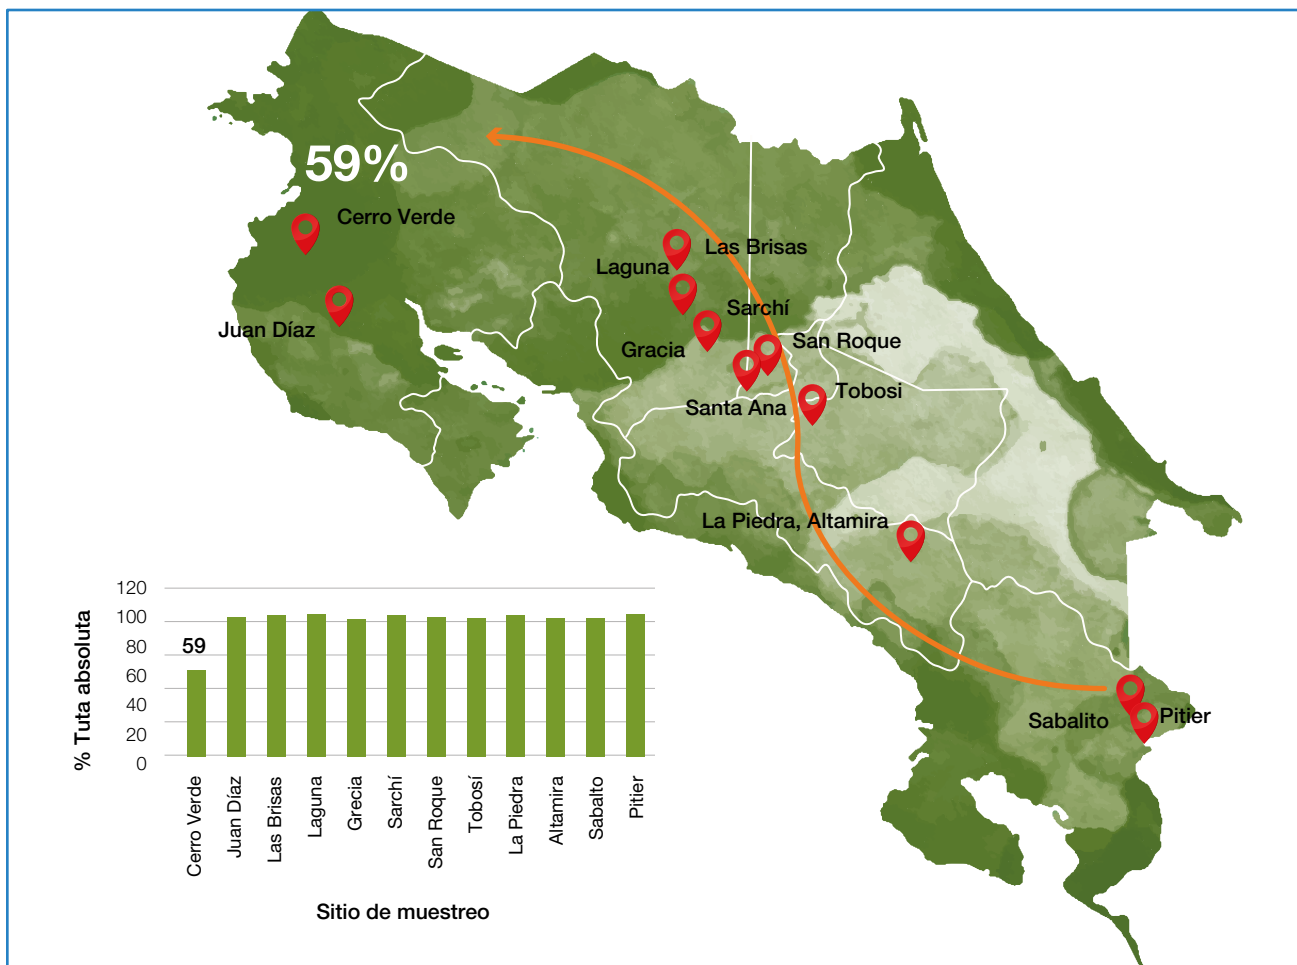 59%
Cerro Verde
Juan Díaz
Las Brisas
Laguna
Sarchí
Gracia
San Roque
Santa Ana
Tobosi
La Piedra, Altamira
Sabalito
Pitier
% Tuta absoluta
120
100
80
60
40
20
0
59
Cerro Verde
Juan Díaz
Las Brisas
Laguna
Grecia
Sarchí
San Roque
Tobosí
La Piedra
Altamira
Sabalto
Pitier
Sitio de muestreo